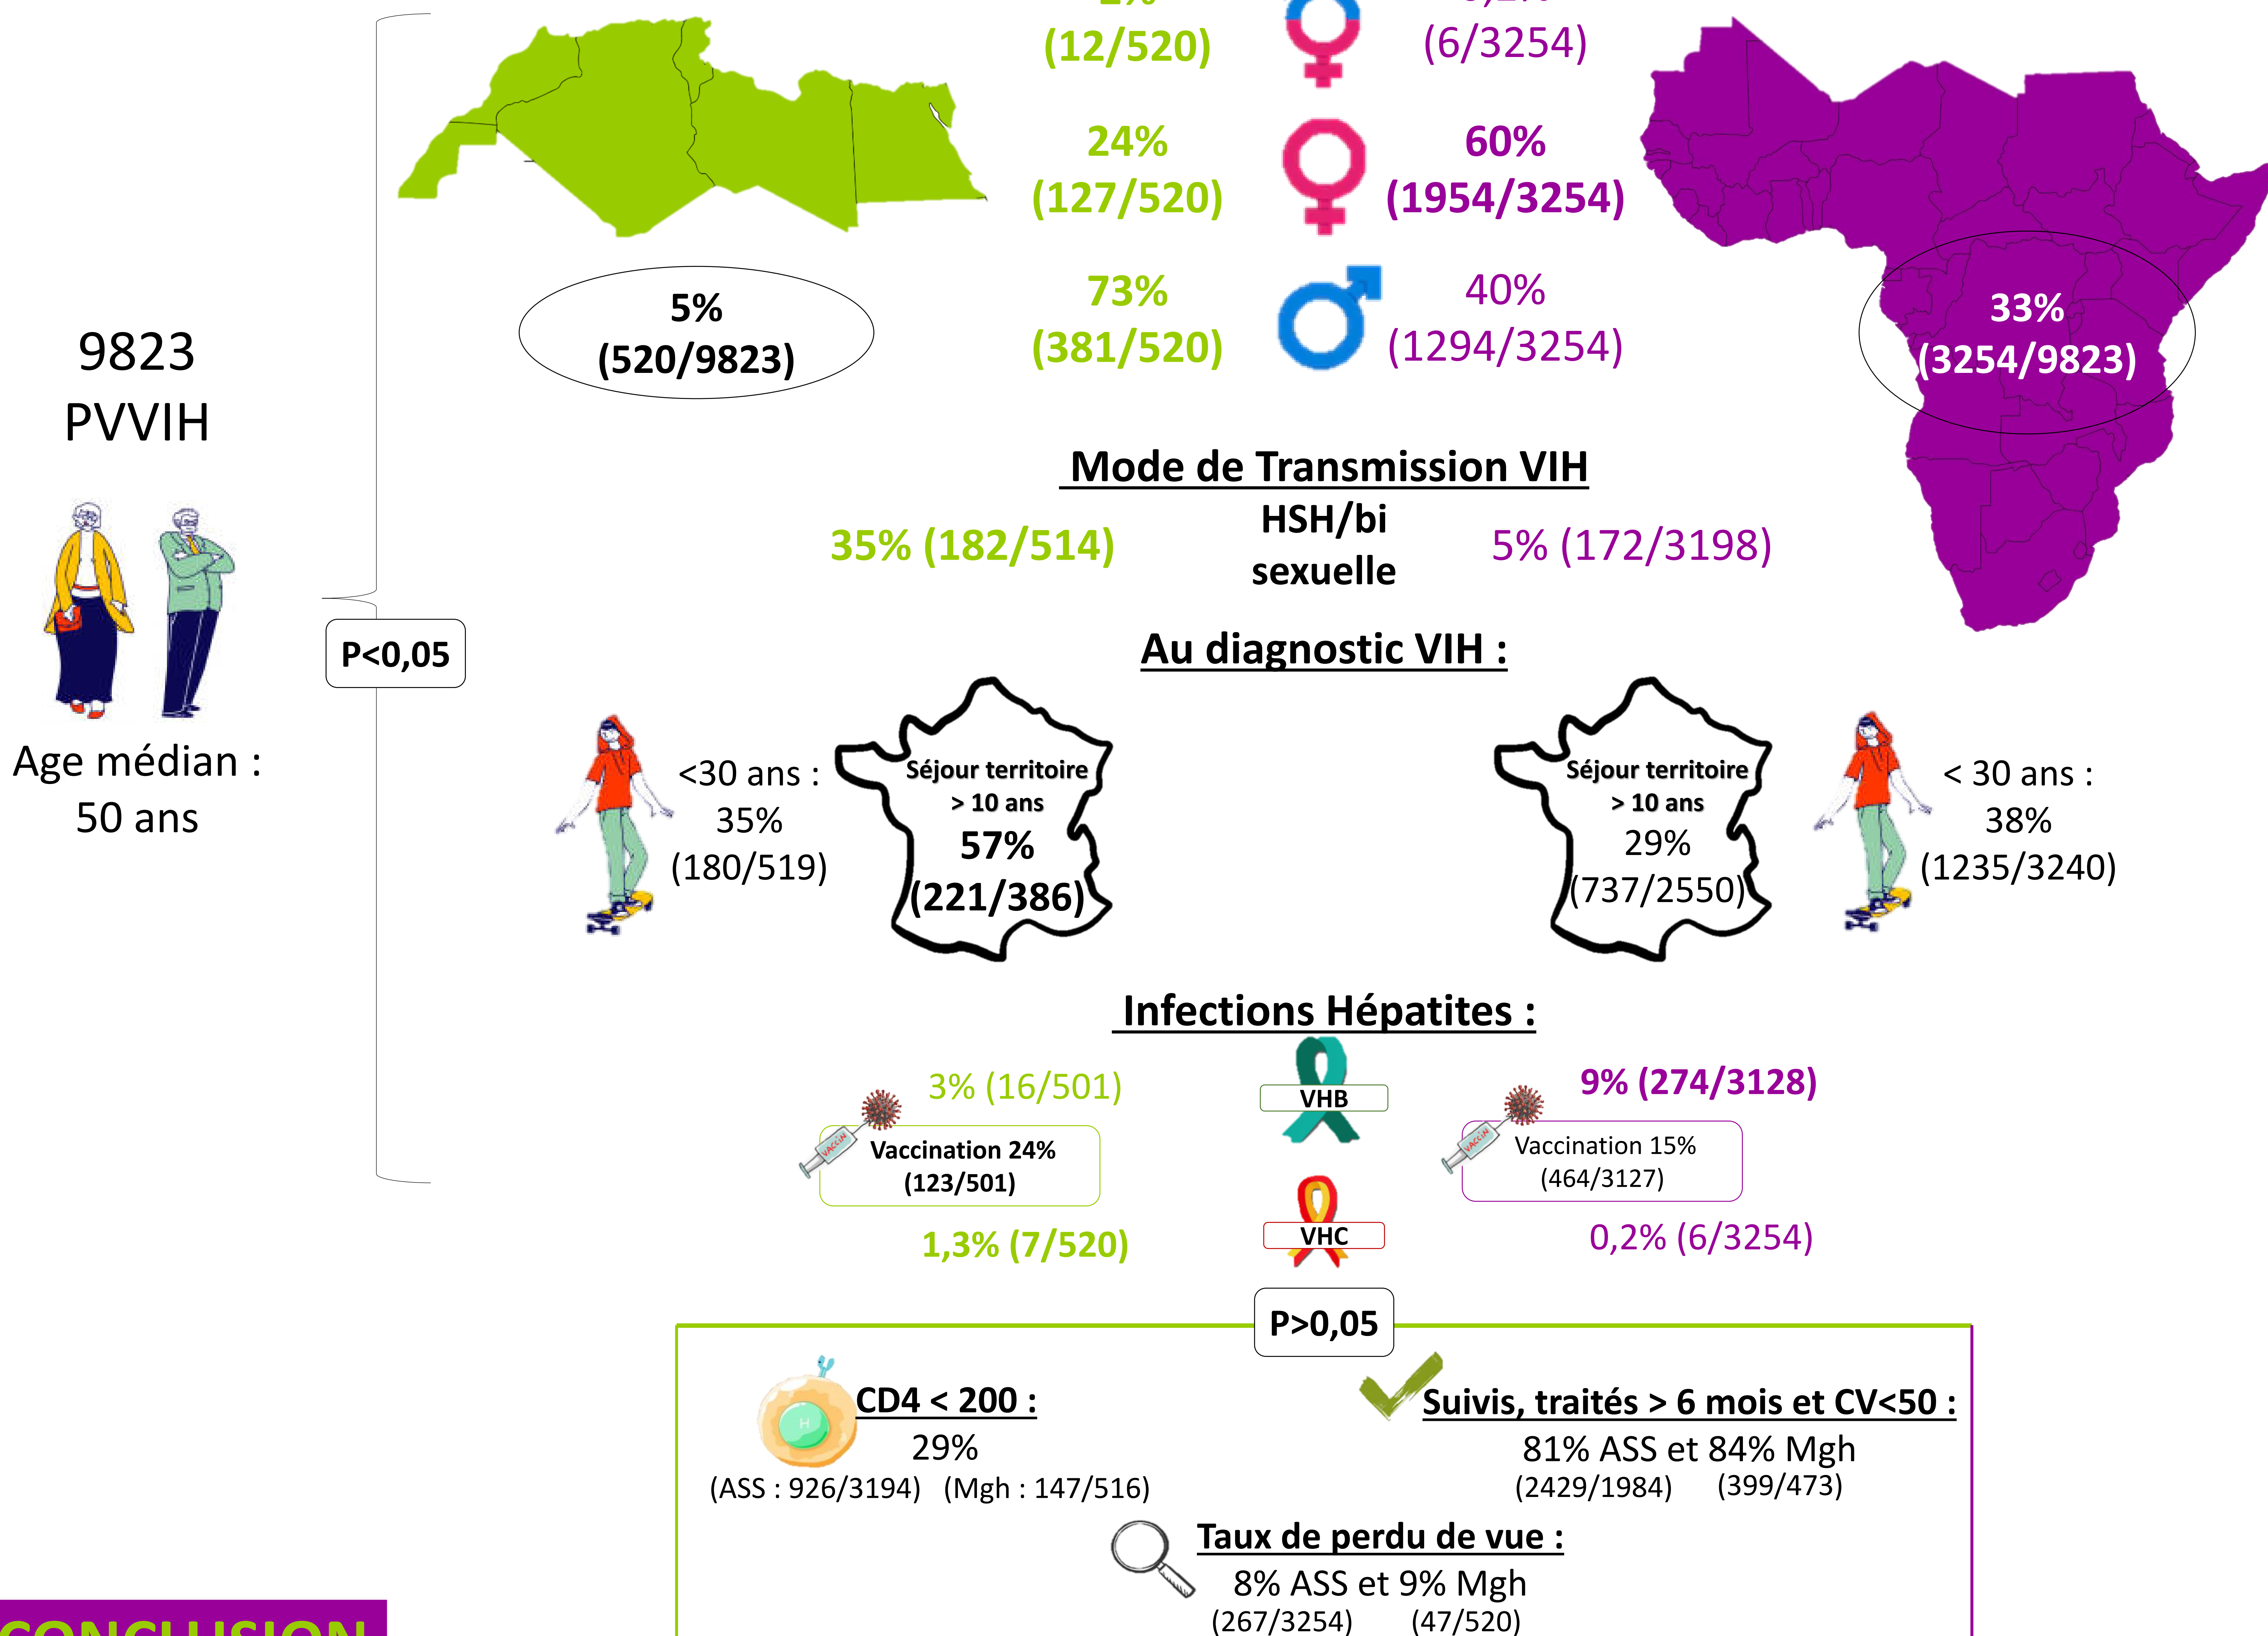 (12/520)
(6/3254)
24%
(127/520)
60%
(1954/3254)
5%
(520/9823)
73%
(381/520)
40%
(1294/3254)
33%
(3254/9823)
9823
PVVIH
Age médian :
50 ans
P<0,05
Mode de Transmission VIH
35% (182/514)
HSH/bi
sexuelle
5% (172/3198)
Au diagnostic VIH :
<30 ans :
35%
(180/519)
Séjour territoire
> 10 ans
57%
(221/386)
Séjour territoire
> 10 ans
29%
(737/2550)
< 30 ans :
38%
(1235/3240)
Infections Hépatites :
3% (16/501)
VHB
9% (274/3128)
VACCIN
Vaccination 24%
(123/501)
VACCIN
Vaccination 15%
(464/3127)
1,3% (7/520)
VHC
0,2% (6/3254)
P>0,05
H
CD4 < 200 :
29%
(ASS : 926/3194) (Mgh : 147/516)
Suivis, traités > 6 mois et CV<50 :
81% ASS et 84% Mgh
(2429/1984) (399/473)
Taux de perdu de vue :
8% ASS et 9% Mgh
(267/3254) (47/520)
CONCLUSION